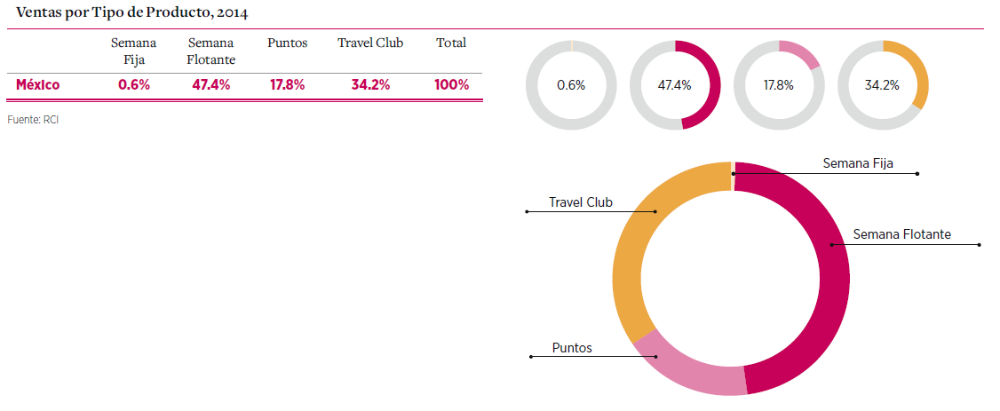 Ventas por Tipo de Producto, 2014
Semana Fija
Semana Flotante
Puntos
Travel Club
Total
MéxIco
0.6%
47.4%
17.8%
34.2%
100%
Fuente: RCI
0.6%
47.4%
17.8%
34.2%
Semana Fija
Travel Club
Semana Flotante
Puntos